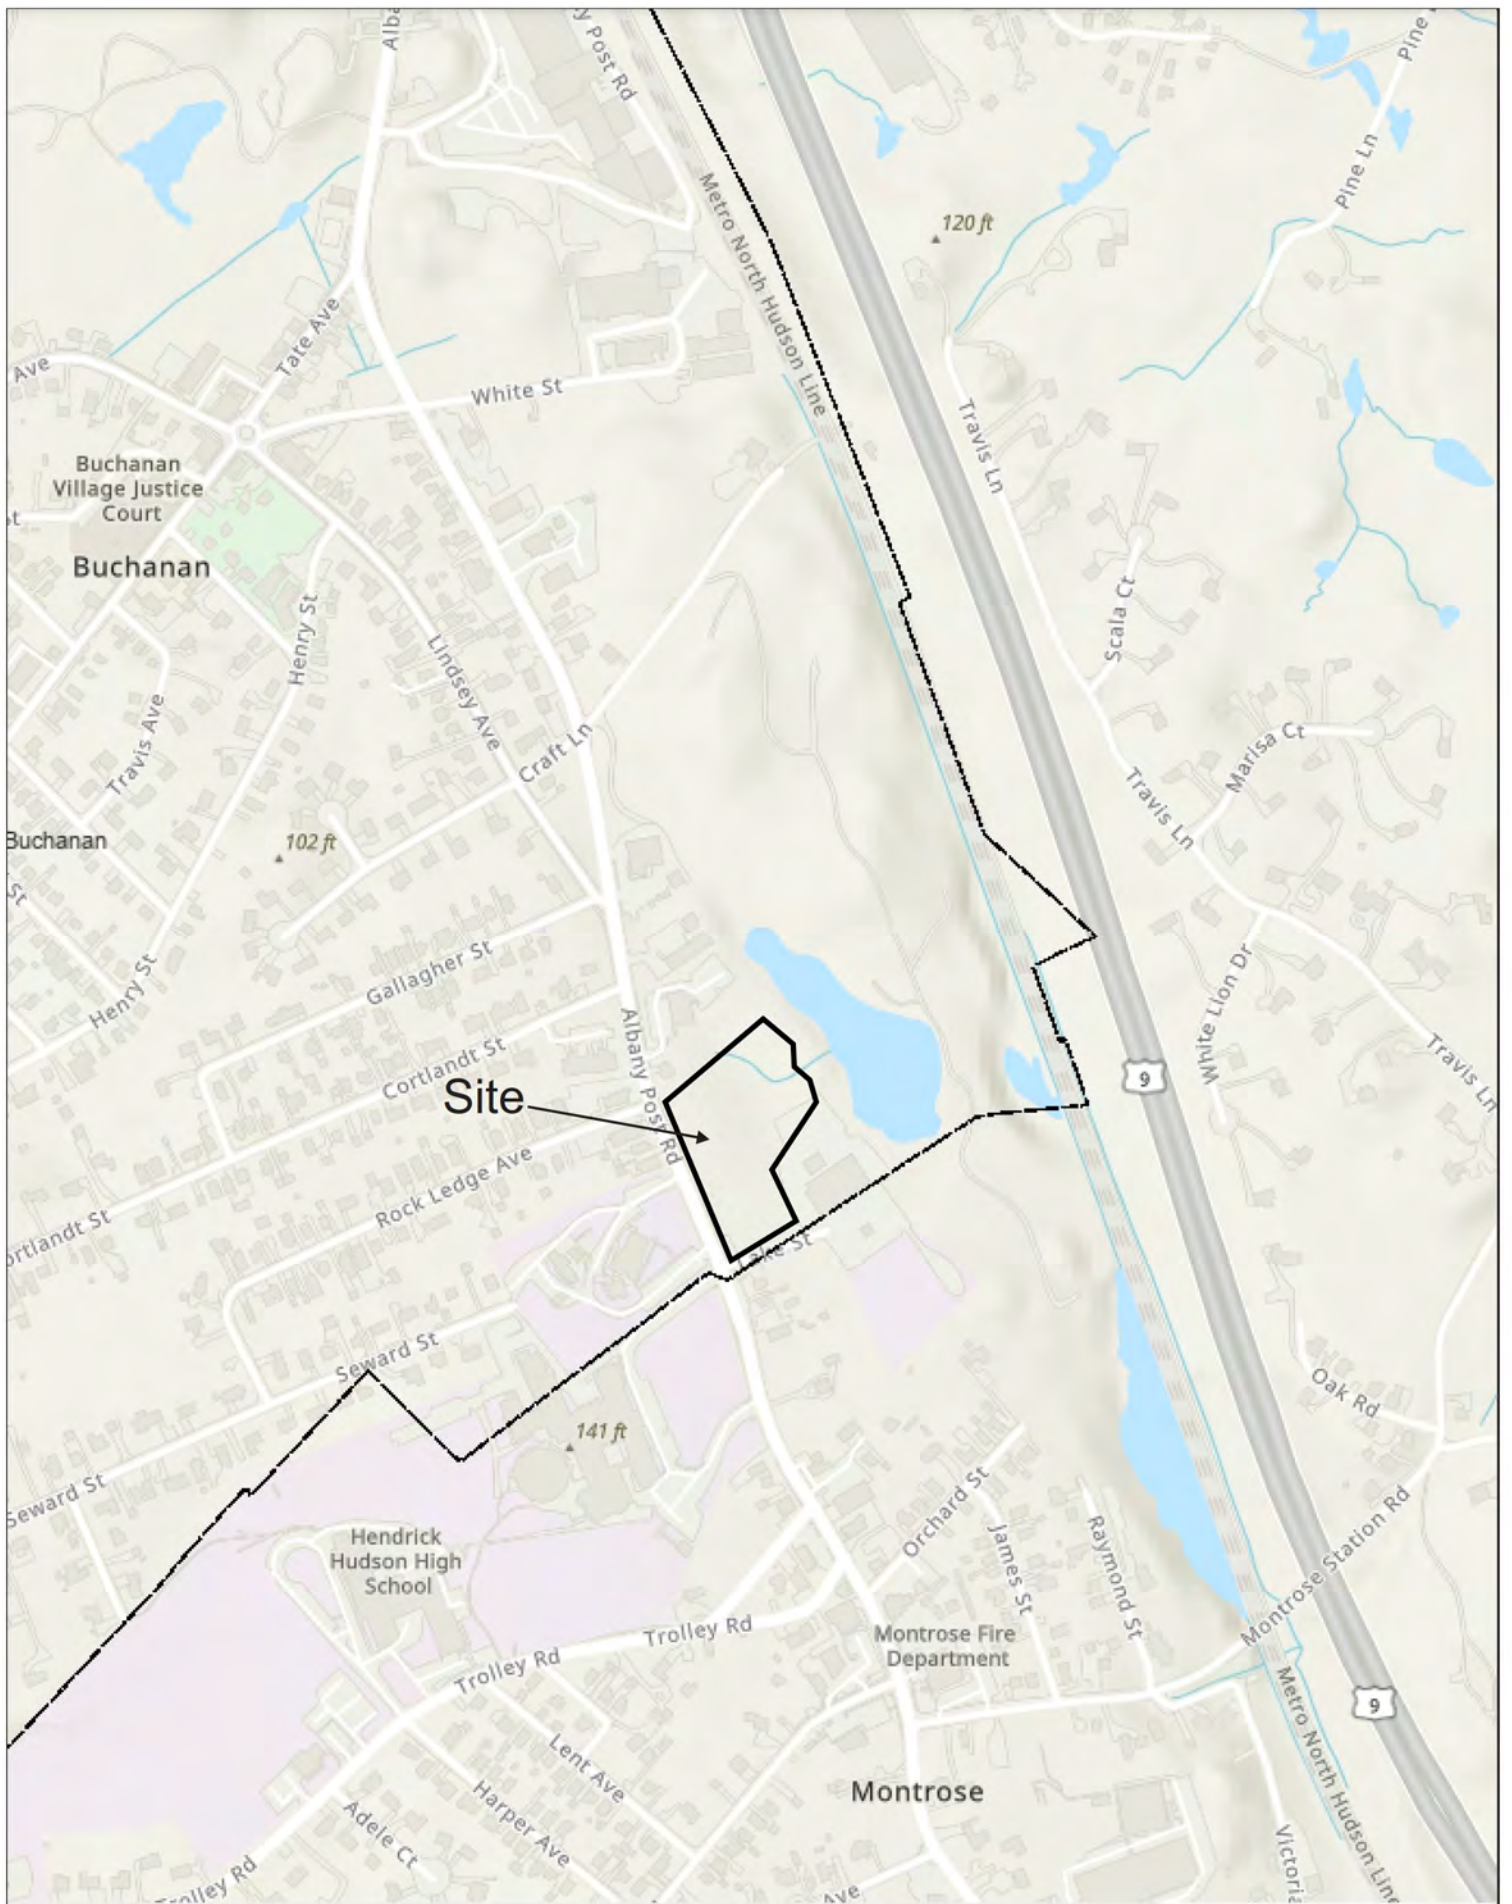 Alba
y Post Rd
Pine
Pine Ln
Metro North Hudson Line
120 ft
Tate Ave
Ave
White St
Travis Ln
Buchanan
Village Justice
Court
St
Buchanan
Henry St
Scala Ct
Lindsey Ave
Travis Ave
Craft Ln
Marisa Ct
Travis Ln
Buchanan
102 ft
St
Gallagher St
Henry St
White Lion Dr
Albany Post Rd
Cortlandt St
Travis Ln
9
Site
Rock Ledge Ave
ortlandt St
Lake St
Seward St
Oak Rd
141 ft
Seward St
Orchard St
James St
Raymond St
Montrose Station Rd
Hendrick
Hudson High
School
Trolley Rd
Montrose Fire
Department
Trolley Rd
9
Metro North Hudson Line
Lent Ave
Montrose
Harper Ave
Adele Ct
Victoria
Trolley Rd
Ave